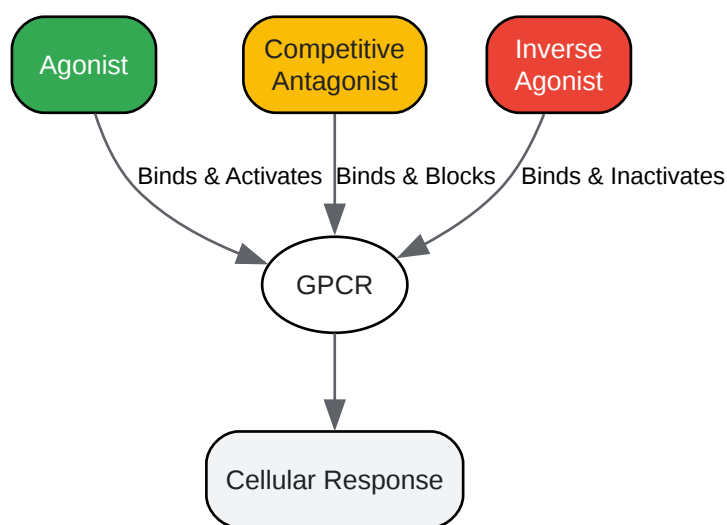 Agonist
Competitive
Antagonist
Inverse
Agonist
Binds & Activates
Binds & Blocks
Binds & Inactivates
GPCR
Cellular Response